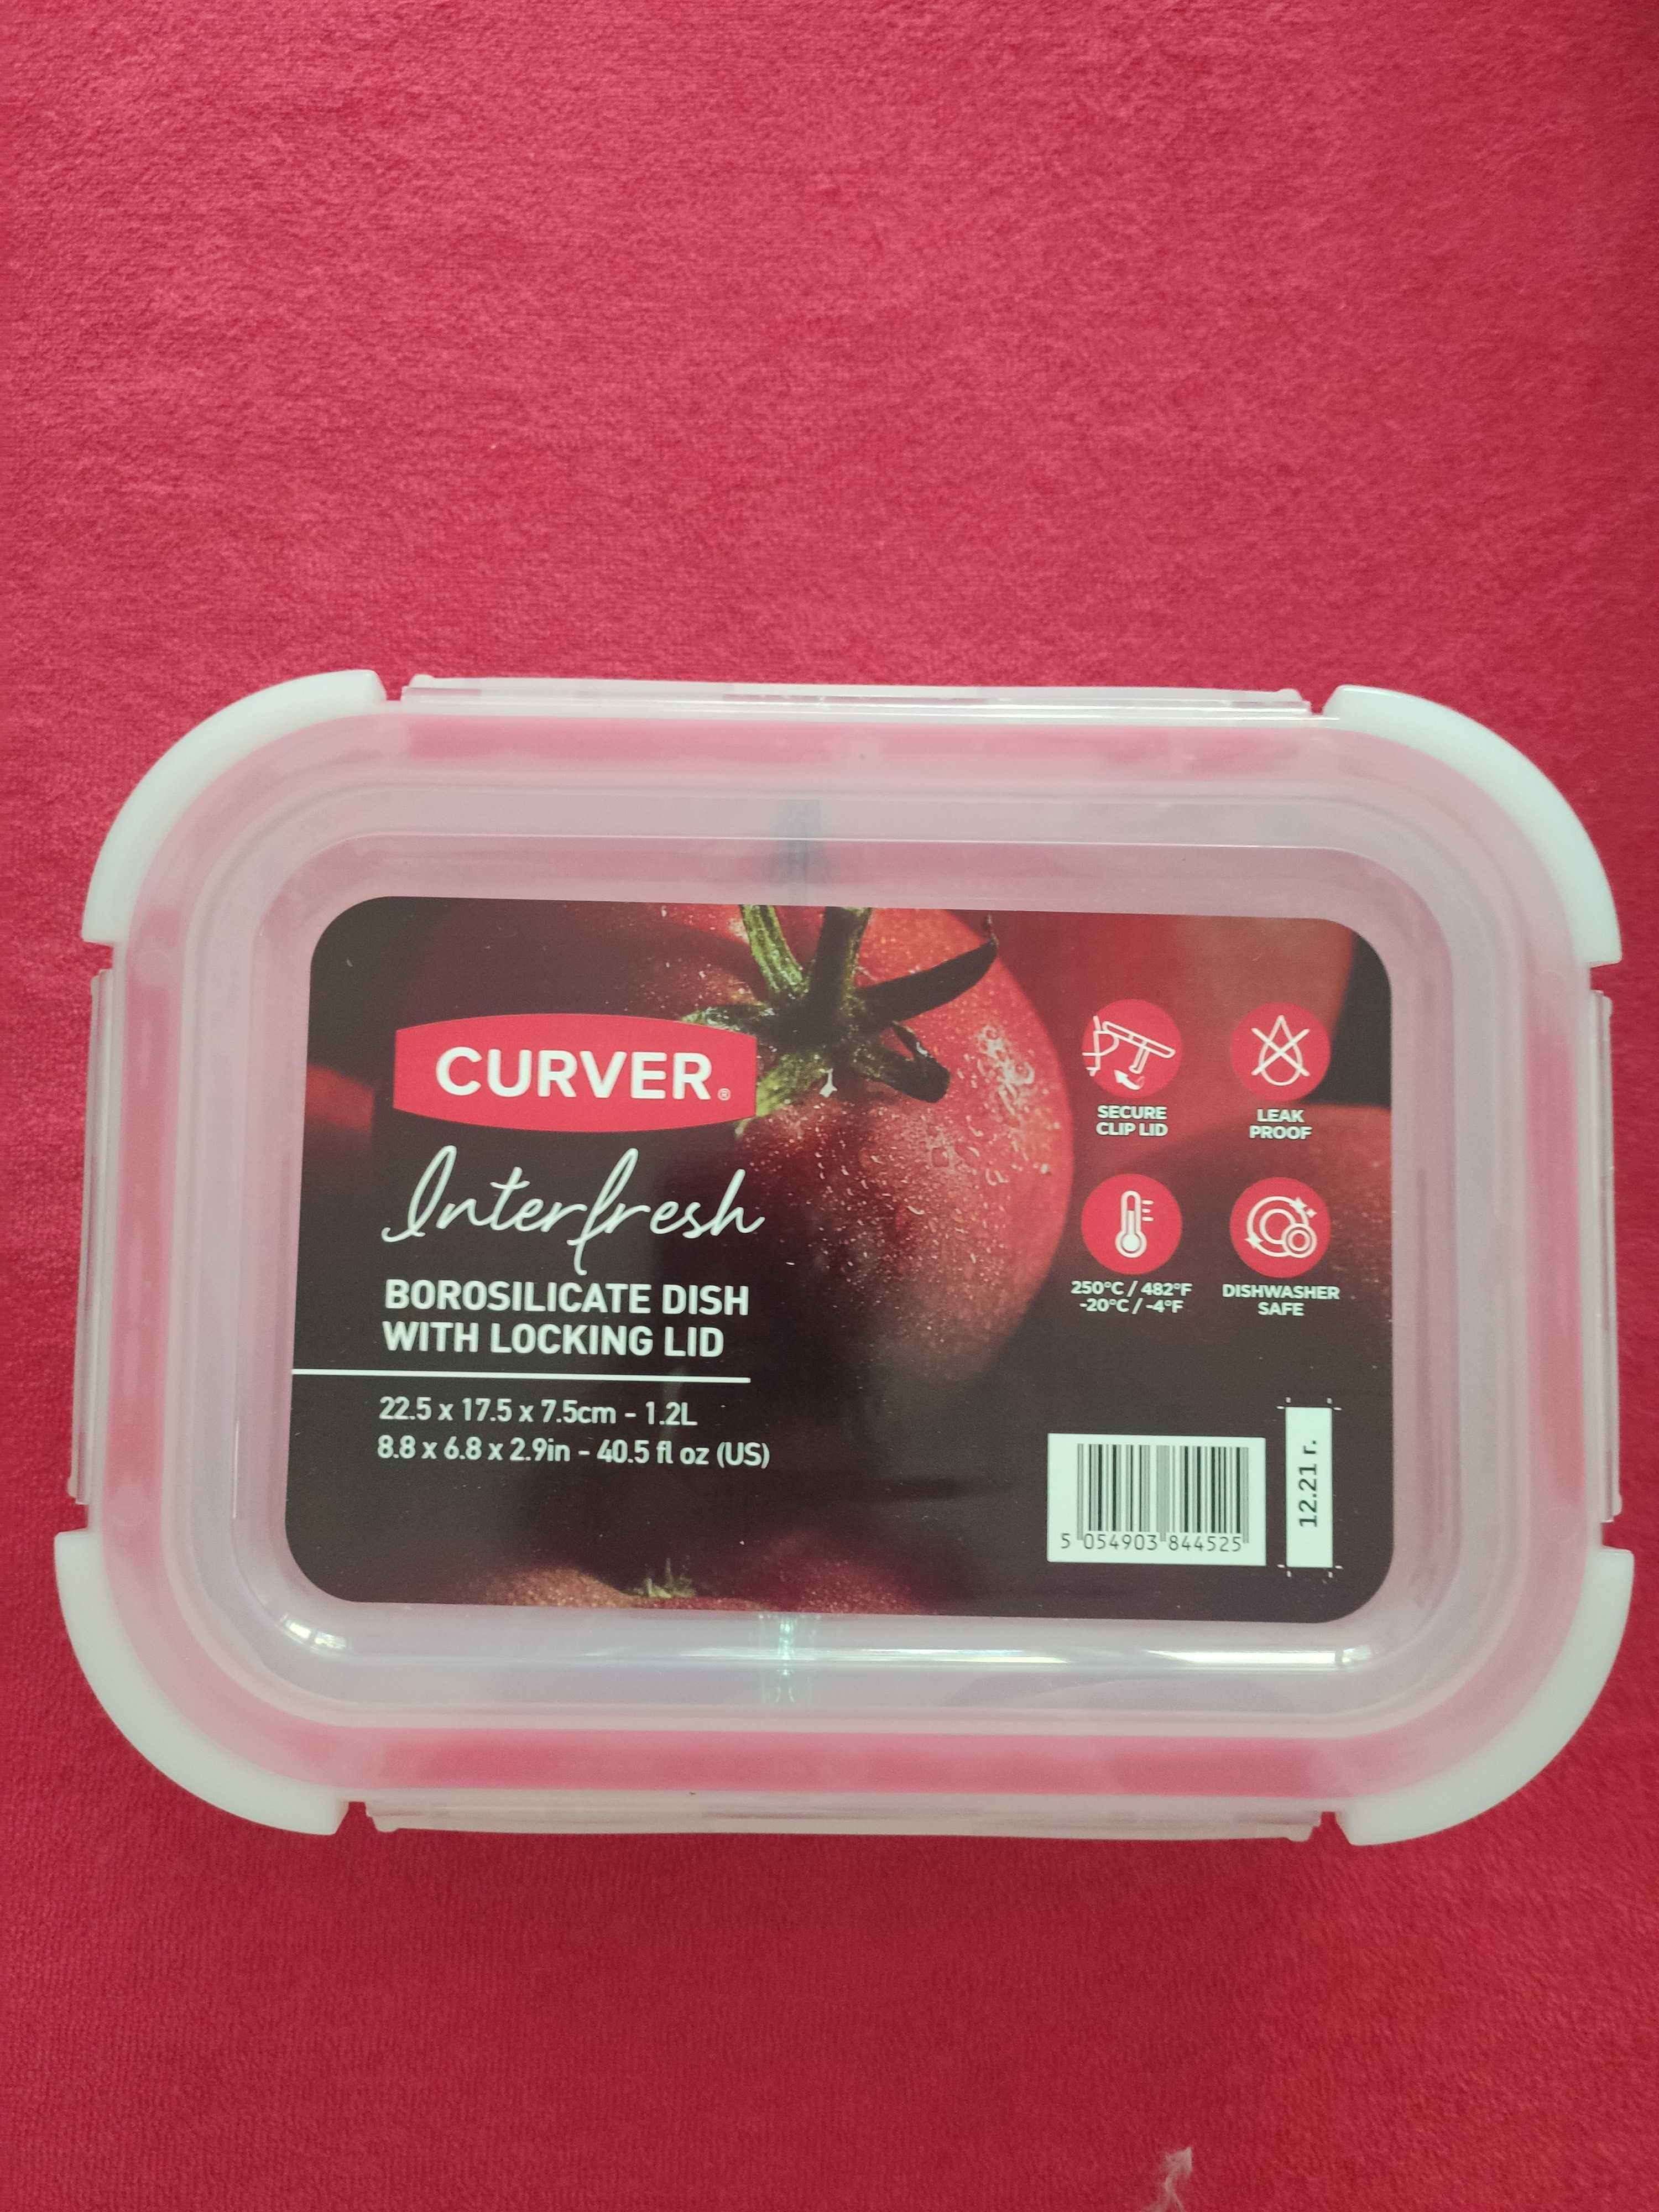 CURVER®
Interfresh
BOROSILICATE DISH
WITH LOCKING LID
22.5 x 17.5 x 7.5cm - 1.2L
8.8 x 6.8 x 2.9in - 40.5 fl oz (US)
SECURE
CLIP LID
LEAK
PROOF
250°C / 482°F
-20°C / -4°F
DISHWASHER
SAFE
5 054903 844525
12.21 r.